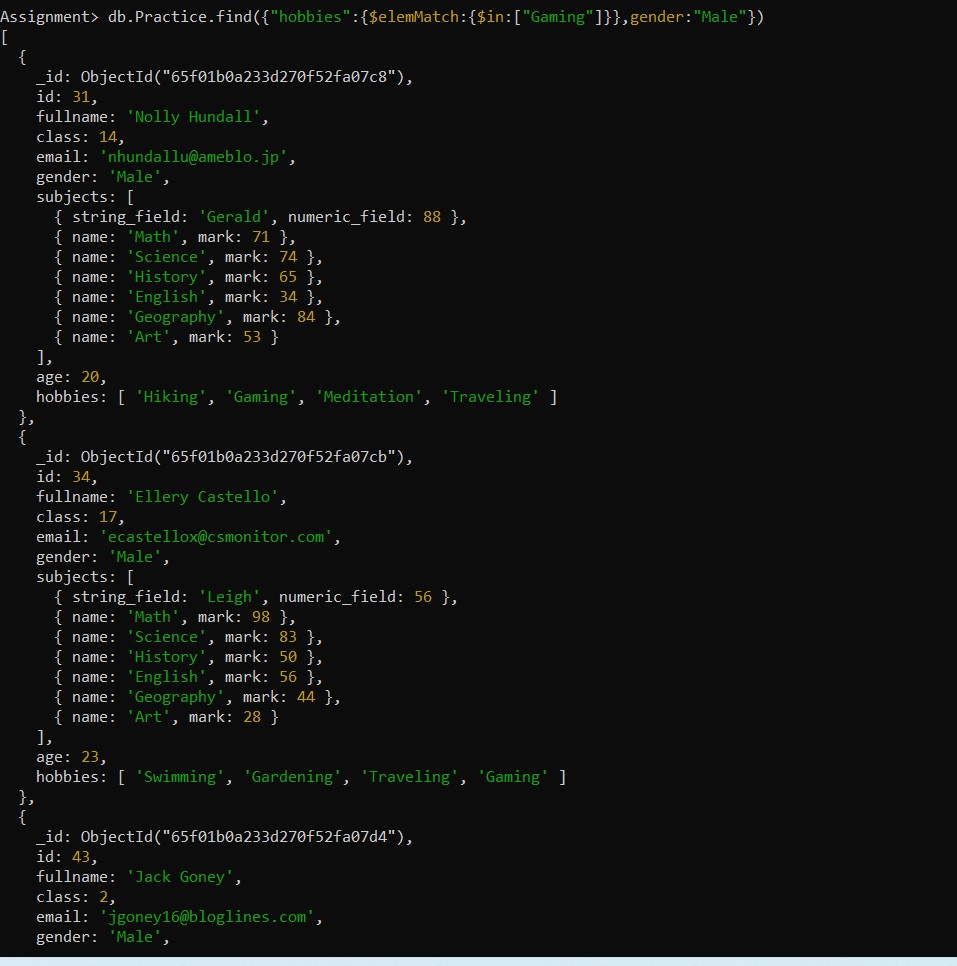 Assignment> db.Practice.find({"hobbies":{$elemMatch:{$in:["Gaming"]}},gender:"Male"})
[
  {
    _id: ObjectId("65f01b0a233d270f52fa07c8"),
    id: 31,
    fullname: 'Nolly Hundall',
    class: 14,
    email: 'nhundallu@ameblo.jp',
    gender: 'Male',
    subjects: [
      { string_field: 'Gerald', numeric_field: 88 },
      { name: 'Math', mark: 71 },
      { name: 'Science', mark: 74 },
      { name: 'History', mark: 65 },
      { name: 'English', mark: 34 },
      { name: 'Geography', mark: 84 },
      { name: 'Art', mark: 53 }
    ],
    age: 20,
    hobbies: [ 'Hiking', 'Gaming', 'Meditation', 'Traveling' ]
  },
  {
    _id: ObjectId("65f01b0a233d270f52fa07cb"),
    id: 34,
    fullname: 'Ellery Castello',
    class: 17,
    email: 'ecastellox@csmonitor.com',
    gender: 'Male',
    subjects: [
      { string_field: 'Leigh', numeric_field: 56 },
      { name: 'Math', mark: 98 },
      { name: 'Science', mark: 83 },
      { name: 'History', mark: 50 },
      { name: 'English', mark: 56 },
      { name: 'Geography', mark: 44 },
      { name: 'Art', mark: 28 }
    ],
    age: 23,
    hobbies: [ 'Swimming', 'Gardening', 'Traveling', 'Gaming' ]
  },
  {
    _id: ObjectId("65f01b0a233d270f52fa07d4"),
    id: 43,
    fullname: 'Jack Goney',
    class: 2,
    email: 'jgoney16@bloglines.com',
    gender: 'Male',